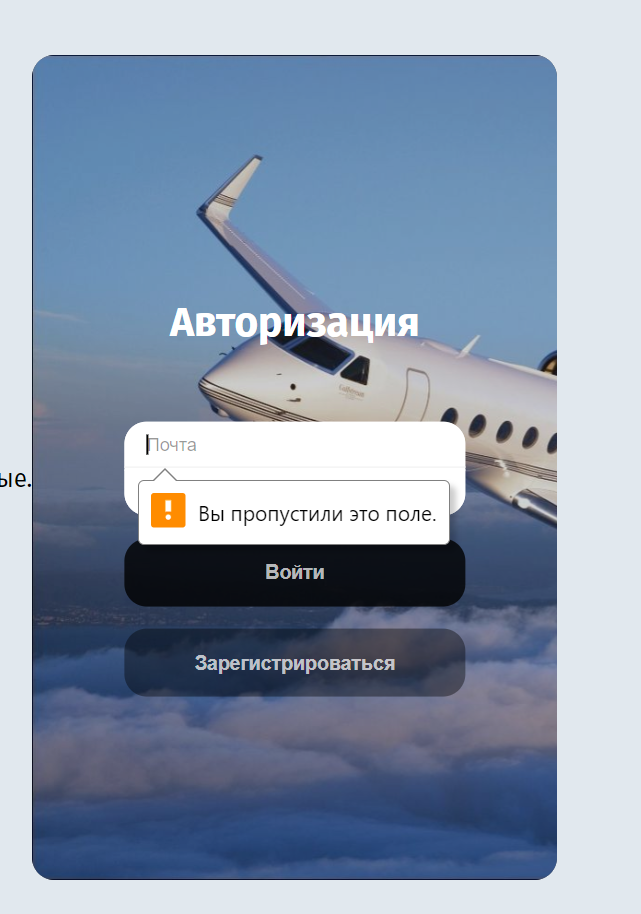 Авторизация
Почта
ые.
Вы пропустили это поле.
Войти
Зарегистрироваться